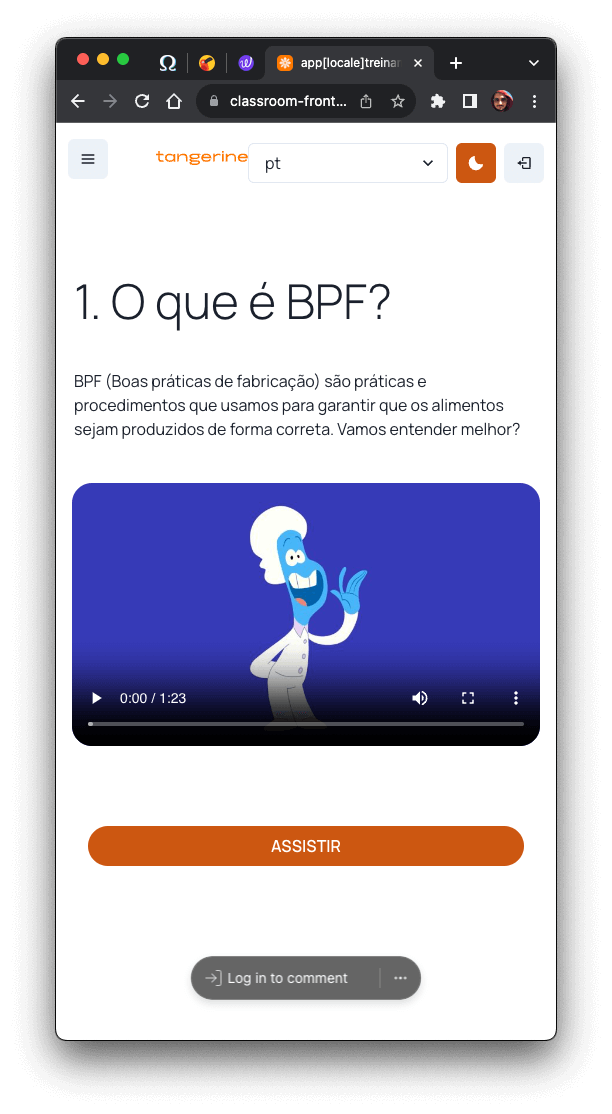 app[locale]treinar
classroom-front...
tangerine
pt
1. O que é BPF?
BPF (Boas práticas de fabricação) são práticas e
procedimentos que usamos para garantir que os alimentos
sejam produzidos de forma correta. Vamos entender melhor?
0:00 / 1:23
ASSISTIR
Log in to comment